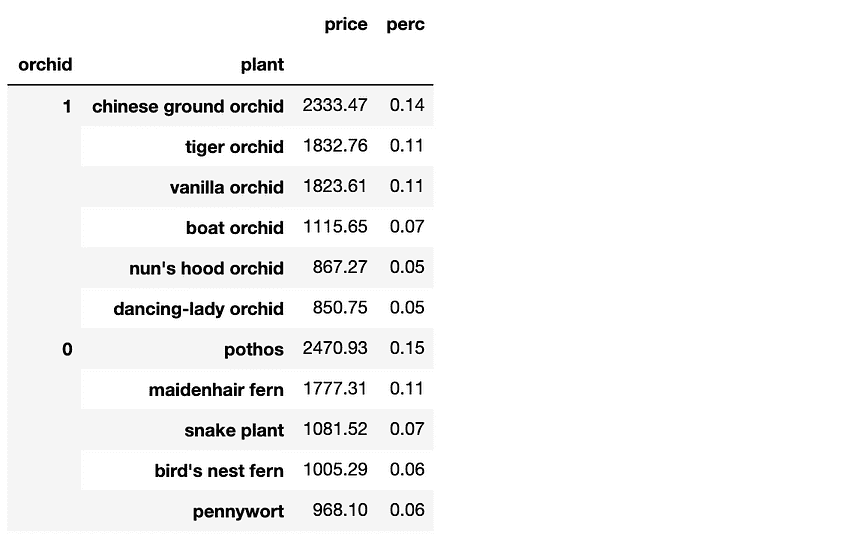 price perc
orchid plant
1 chinese ground orchid 2333.47 0.14
tiger orchid 1832.76 0.11
vanilla orchid 1823.61 0.11
boat orchid 1115.65 0.07
nun's hood orchid 867.27 0.05
dancing-lady orchid 850.75 0.05
0 pothos 2470.93 0.15
maidenhair fern 1777.31 0.11
snake plant 1081.52 0.07
bird's nest fern 1005.29 0.06
pennywort 968.10 0.06